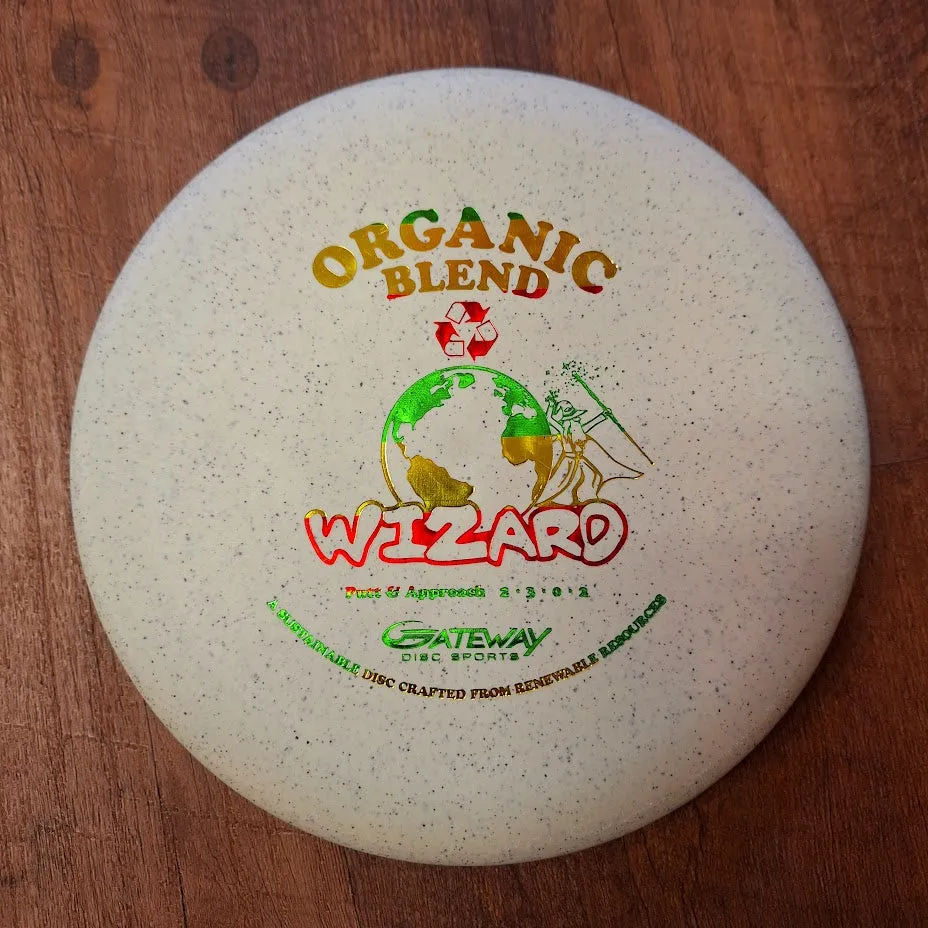 ORGANIC
BLEND
WIZARD
Putt & Approach 2 · 3 · 0 · 2
GATEWAY
DISC SPORTS
A SUSTAINABLE DISC CRAFTED FROM RENEWABLE RESOURCES